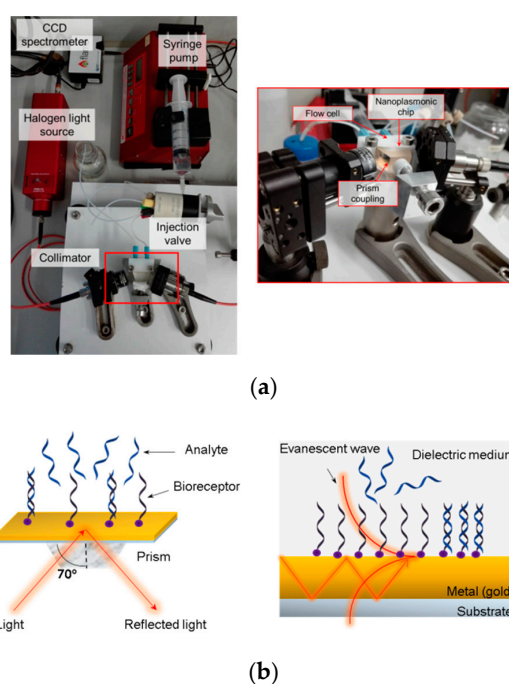 CCD
spectrometer
Syringe
pump
Halogen light
source
Injection
valve
Collimator
Flow cell
Nanoplasmonic
chip
Prism
coupling
(a)
Analyte
Bioreceptor
Prism
70º
Light
Reflected light
Evanescent wave
Dielectric medium
Metal (gold
Substrate
(b)